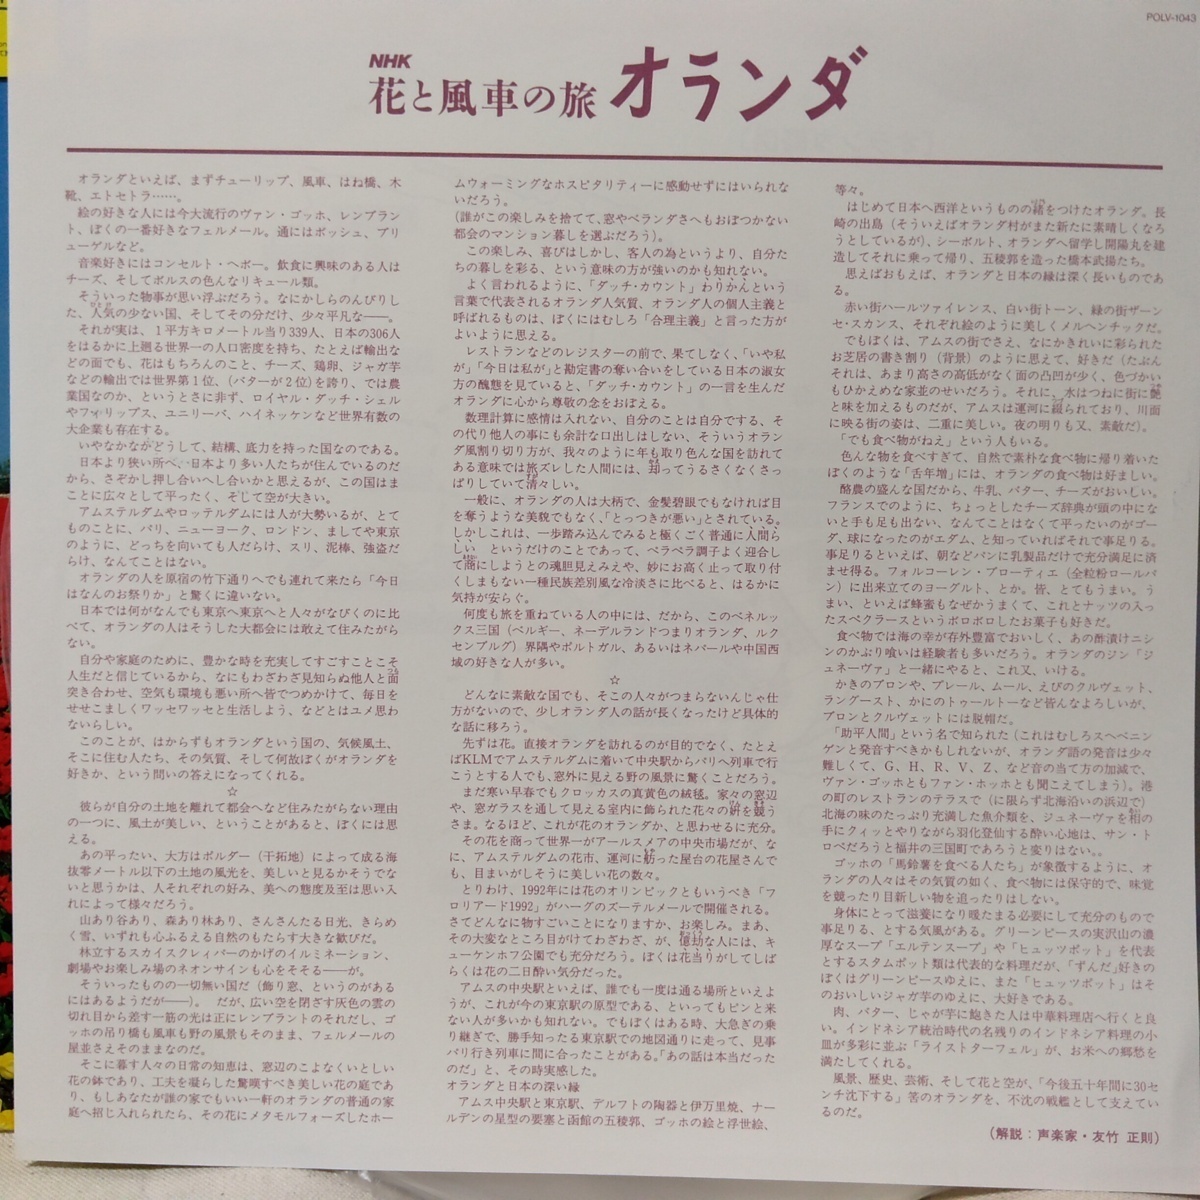 POLV-1043
NHK
花と風車の旅 オランダ
オランダといえば、まずチューリップ、風車、はね橋、木
靴、エトセトラ……。
絵の好きな人には今大流行のヴァン・ゴッホ、レンブラン
ト、ぼくの一番好きなフェルメール。通にはボッシュ、ブリ
ューゲルなど。
音楽好きにはコンセルト・ヘボー。飲食に興味のある人は
チーズ、そしてボルスの色んなリキュール類。
そういった物事が思い浮ぶだろう。なにかしらのんびりし
た、人気の少ない国、そしてその分だけ、少々平凡な――。
それが実は、1平方キロメートル当り339人、日本の306人
をはるかに上廻る世界一の人口密度を持ち、たとえば輸出な
どの面でも、花はもちろんのこと、チーズ、鶏卵、ジャガ芋
などの輸出では世界第1位、(バターが2位)を誇り、では農
業国なのか、というとさに非ず、ロイヤル・ダッチ・シェル
やフィリップス、ユニリーバ、ハイネッケンなど世界有数の
大企業も存在する。
いやなかなかどうして、結構、底力を持った国なのである。
日本より狭い所へ、日本より多い人たちが住んでいるのだ
から、さぞかし押し合いへし合いかと思えるが、この国はま
ことに広々として平ったく、そして空が大きい。
アムステルダムやロッテルダムには人が大勢いるが、とて
ものことに、パリ、ニューヨーク、ロンドン、ましてや東京
のように、どっちを向いても人だらけ、スリ、泥棒、強盗だ
らけ、なんてことはない。
オランダの人を原宿の竹下通りへでも連れて来たら「今日
はなんのお祭りか」と驚くに違いない。
日本では何がなんでも東京へ東京へと人々がなびくのに比
べて、オランダの人はそうした大都会には敢えて住みたがら
ない。
自分や家庭のために、豊かな時を充実してすごすことこそ
人生だと信じているから、なにもわざわざ見知らぬ他人と面
突き合わせ、空気も環境も悪い所へ皆でつめかけて、毎日を
せせこましくワッセワッセと生活しよう、などとはユメ思わ
ないらしい。
このことが、はからずもオランダという国の、気候風土、
そこに住む人たち、その気質、そして何故ぼくがオランダを
好きか、という問いの答えになってくれる。
☆
彼らが自分の土地を離れて都会へなど住みたがらない理由
の一つに、風土が美しい、ということがあると、ぼくには思
える。
あの平ったい、大方はポルダー(干拓地)によって成る海
抜零メートル以下の土地の風光を、美しいと見るかそうでな
いと思うかは、人それぞれの好み、美への態度及至は思い入
れによって様々だろう。
山あり谷あり、森あり林あり、さんさんたる日光、きらめ
く雪、いずれも心ふるえる自然のもたらす大きな歓びだ。
林立するスカイスクレイパーのかげのイルミネーション、
劇場やお楽しみ場のネオンサインも心をそそる――が。
そういったものの一切無い国だ(飾り窓、というのがある
にはあるようだが――)。 だが、広い空を閉ざす灰色の雲の
切れ目から差す一筋の光は正にレンブラントのそれだし、ゴ
ッホの吊り橋も風車も野の風景もそのまま、フェルメールの
屋並さえそのままなのだ。
そこに暮す人々の日常の知恵は、窓辺のこよなくいとしい
花の鉢であり、工夫を凝らした驚嘆すべき美しい花の庭であ
り、もしあなたが誰の家でもいい一軒のオランダの普通の家
庭へ招じ入れられたら、その花にメタモルフォーズしたホー
ムウォーミングなホスピタリティーに感動せずにはいられな
いだろう。
(誰がこの楽しみを捨てて、窓やベランダさへもおぼつかない
都会のマンション暮しを選ぶだろう)。
この楽しみ、喜びはしかし、客人の為というより、自分た
ちの暮しを彩る、という意味の方が強いのかも知れない。
よく言われるように、「ダッチ・カウント」わりかんという
言葉で代表されるオランダ人気質、オランダ人の個人主義と
呼ばれるものは、ぼくにはむしろ「合理主義」と言った方が
よいように思える。
レストランなどのレジスターの前で、果てしなく、「いや私
が」「今日は私が」と勘定書の奪い合いをしている日本の淑女
方の醜態を見ていると、「ダッチ・カウント」の一言を生んだ
オランダに心から尊敬の念をおぼえる。
数理計算に感情は入れない、自分のことは自分でする、そ
の代り他人の事にも余計な口出しはしない、そういうオラン
ダ風割り切り方が、我々のように年も取り色んな国を訪れて
ある意味では旅ズレした人間には、却ってうるさくなくさっ
ぱりしていて清々しい。
一般に、オランダの人は大柄で、金髪碧眼でもなければ目
を奪うような美貌でもなく、「とっつきが悪い」とされている。
しかしこれは、一歩踏み込んでみると極くごく普通に人間ら
しい というだけのことであって、ペラペラ調子よく迎合し
て商にしようとの魂胆見えみえや、妙にお高く止って取り付
くしまもない一種民族差別風な冷淡さに比べると、はるかに
気持が安らぐ。
何度も旅を重ねている人の中には、だから、このベネルッ
クス三国(ベルギー、ネーデルランドつまりオランダ、ルク
センブルグ)界隈やポルトガル、あるいはネパールや中国西
域の好きな人が多い。
☆
どんなに素敵な国でも、そこの人々がつまらないんじゃ仕
方がないので、少しオランダ人の話が長くなったけど具体的
な話に移ろう。
先ずは花。直接オランダを訪れるのが目的でなく、たとえ
ばKLMでアムステルダムに着いて中央駅からパリへ列車で行
こうとする人でも、窓外に見える野の風景に驚くことだろう。
まだ寒い早春でもクロッカスの真黄色の絨毯。家々の窓辺
や、窓ガラスを通して見える室内に飾られた花々の妍を競う
さま。なるほど、これが花のオランダか、と思わせるに充分。
その花を商って世界一がアールスメアの中央市場だが、な
に、アムステルダムの花市、運河に舫った屋台の花屋さんで
も、目まいがしそうに美しい花の数々。
とりわけ、1992年には花のオリンピックともいうべき「フ
ロリアード1992」がハーグのズーテルメールで開催される。
さてどんなに物すごいことになりますか、お楽しみ。まあ、
その大変なところ目がけてわざわざ、が、億劫な人には、キ
ューケンホフ公園でも充分だろう。ぼくは花当りがしてしば
らくは花の二日酔い気分だった。
アムスの中央駅といえば、誰でも一度は通る場所といえよ
うが、これが今の東京駅の原型である、といってもピンと来
ない人が多いかも知れない。でもぼくはある時、大急ぎの乗
り継ぎで、勝手知ったる東京駅での地図通りに走って、見事
パリ行き列車に間に合ったことがある。「あの話は本当だった
のだ」と、その時実感した。
オランダと日本の深い縁
アムス中央駅と東京駅、デルフトの陶器と伊万里焼、ナー
ルデンの星型の要塞と函館の五稜郭、ゴッホの絵と浮世絵、
等々。
はじめて日本へ西洋というものの緒をつけたオランダ。長
崎の出島(そういえばオランダ村がまた新たに素晴しくなろ
うとしているが)、シーボルト、オランダへ留学し開陽丸を建
造してそれに乗って帰り、五稜郭を造った橋本武揚たち。
思えばおもえば、オランダと日本の縁は深く長いものであ
る。
赤い街ハールツァイレンス、白い街トーン、緑の街ザーン
セ・スカンス、それぞれ絵のように美しくメルヘンチックだ。
でもぼくは、アムスの街でさえ、なにかきれいに彩られた
お芝居の書き割り(背景)のように思えて、好きだ(たぶん
それは、あまり高さの高低がなく面の凸凹が少く、色づかい
もひかえめな家並のせいだろう。それに、水はつねに街に艶
と味を加えるものだが、アムスは運河に綴られており、川面
に映る街の姿は、二重に美しい。夜の明りも又、素敵だ)。
「でも食べ物がねえ」という人もいる。
色んな物を食べすぎて、自然で素朴な食べ物に帰り着いた
ぼくのような「舌年増」には、オランダの食べ物は好ましい。
酪農の盛んな国だから、牛乳、バター、チーズがおいしい。
フランスでのように、ちょっとしたチーズ辞典が頭の中にな
いと手も足も出ない、なんてことはなくて平ったいのがゴー
ダ、球になったのがエダム、と知っていればそれで事足りる。
事足りるといえば、朝などパンに乳製品だけで充分満足に済
ませ得る。フォルコーレン・ブローティエ(全粒粉ロールパ
ン)に出来立てのヨーグルト、とか。皆、とてもうまい。う
まい、といえば蜂蜜もなぜかうまくて、これとナッツの入っ
たスペクラースというボロボロしたお菓子も好きだ。
食べ物では海の幸が存外豊富でおいしく、あの酢漬けニシ
ンのかぶり喰いは経験者も多いだろう。オランダのジン「ジ
ュネーヴァ」と一緒にやると、これ又、いける。
かきのプロンや、プレール、ムール、えびのクルヴェット、
ラングースト、かにのトゥールトーなど皆んなよろしいが、
プロンとクルヴェットには脱帽だ。
「助平人間」という名で知られた(これはむしろスヘベニン
ゲンと発音すべきかもしれないが、オランダ語の発音は少々
難しくて、G、H、R、V、Z、など音の当て方の加減で、
ヴァン・ゴッホともファン・ホッホとも聞こえてしまう)。港
の町のレストランのテラスで(に限らず北海沿いの浜辺で)
北海の味のたっぷり充満した魚介類を、ジュネーヴァを相の
手にクィッとやりながら羽化登仙する酔い心地は、サン・ト
ロペだろうと福井の三国町であろうと変りはない。
ゴッホの「馬鈴薯を食べる人たち」が象徴するように、オ
ランダの人々はその気質の如く、食べ物には保守的で、味覚
を競ったり目新しい物を追ったりはしない。
身体にとって滋養になり暖たまる必要にして充分のもので
事足りる、とする気風がある。グリーンピースの実沢山の濃
厚なスープ「エルテンスープ」や「ヒュッツポット」を代表
とするスタムポット類は代表的な料理だが、「ずんだ」好きの
ぼくはグリーンピースゆえに、また「ヒュッツポット」はそ
のおいしいジャガ芋のゆえに、大好きである。
肉、バター、じゃが芋に飽きた人は中華料理店へ行くと良
い。インドネシア統治時代の名残りのインドネシア料理の小
皿が多彩に並ぶ「ライストターフェル」が、お米への郷愁を
満たしてくれる。
風景、歴史、芸術、そして花と空が、「今後五十年間に30セ
ンチ沈下する」筈のオランダを、不沈の戦艦として支えてい
るのだ。
(解説：声楽家・友竹 正則)